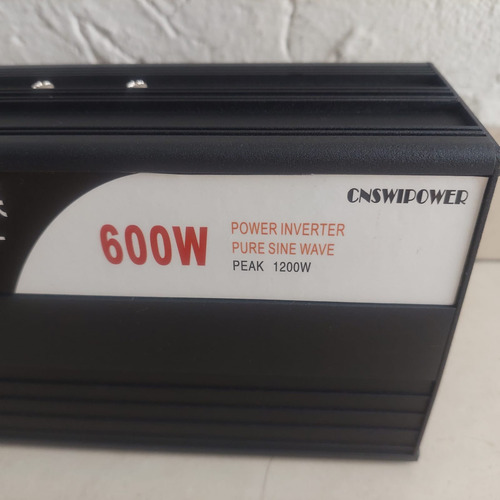 CNSWIPOWER
600W
POWER INVERTER
PURE SINE WAVE
PEAK 1200W